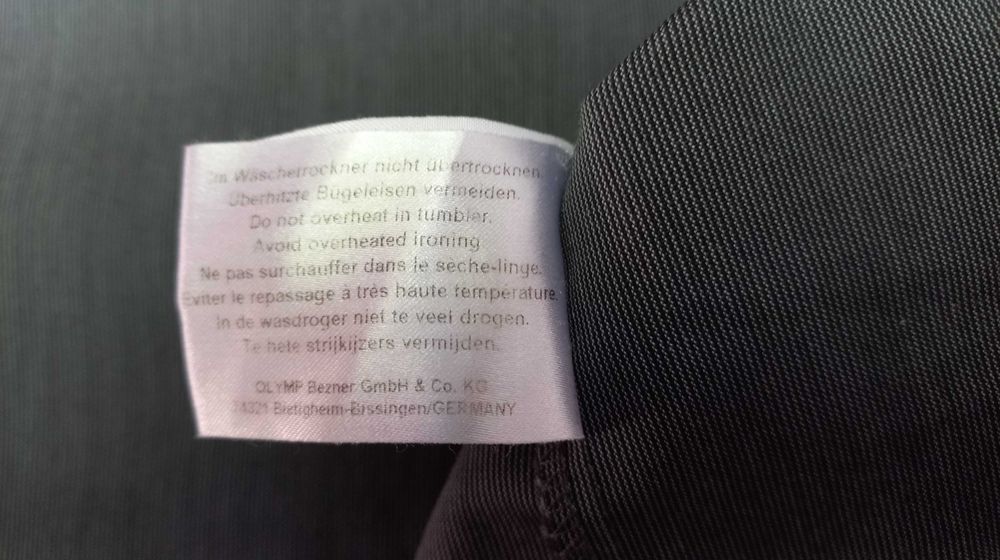 Im Wäschetrockner nicht übertrocknen.
Überhitzte Bügeleisen vermeiden.
Do not overheat in tumbler.
Avoid overheated ironing
Ne pas surchauffer dans le seche-linge.
Eviter le repassage à très haute température.
In de wasdroger niet te veel drogen.
Te hete strijkijzers vermijden.
OLYMP Bezner GmbH & Co. KG
74321 Bietigheim-Bissingen/GERMANY